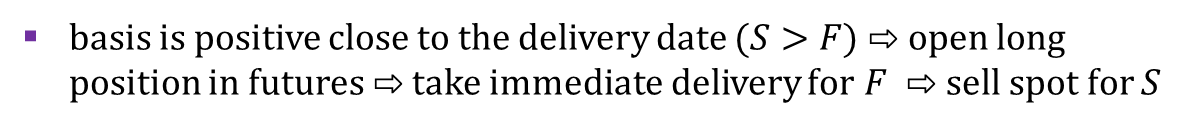 ▪ basis is positive close to the delivery date (S > F) ⇨ open long
position in futures ⇨ take immediate delivery for F ⇨ sell spot for S